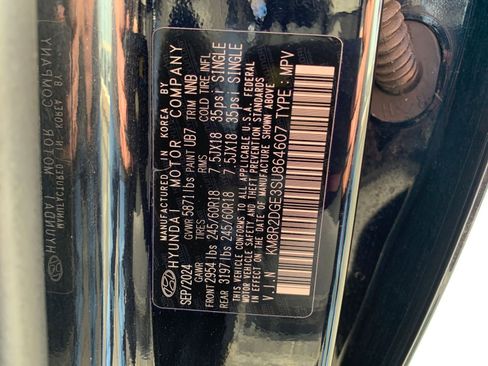 MANUFACTURED IN KOREA BY
HYUNDAI MOTOR COMPANY
SEP/2024 GVWR 5871lbs PAINT UB7 TRIM NNB
GAWR TIRES RIMS COLD TIRE INFL
FRONT 2954lbs 245/60R18 7.5JX18 35psi SINGLE
REAR 3197lbs 245/60R18 7.5JX18 35psi SINGLE
THIS VEHICLE CONFORMS TO ALL APPLICABLE U.S.A. FEDERAL
MOTOR VEHICLE SAFETY AND THEFT PREVENTION STANDARDS
IN EFFECT ON THE DATE OF MANUFACTURE SHOWN ABOVE
V I N KM8R2DGE3SU864607 TYPE : MPV